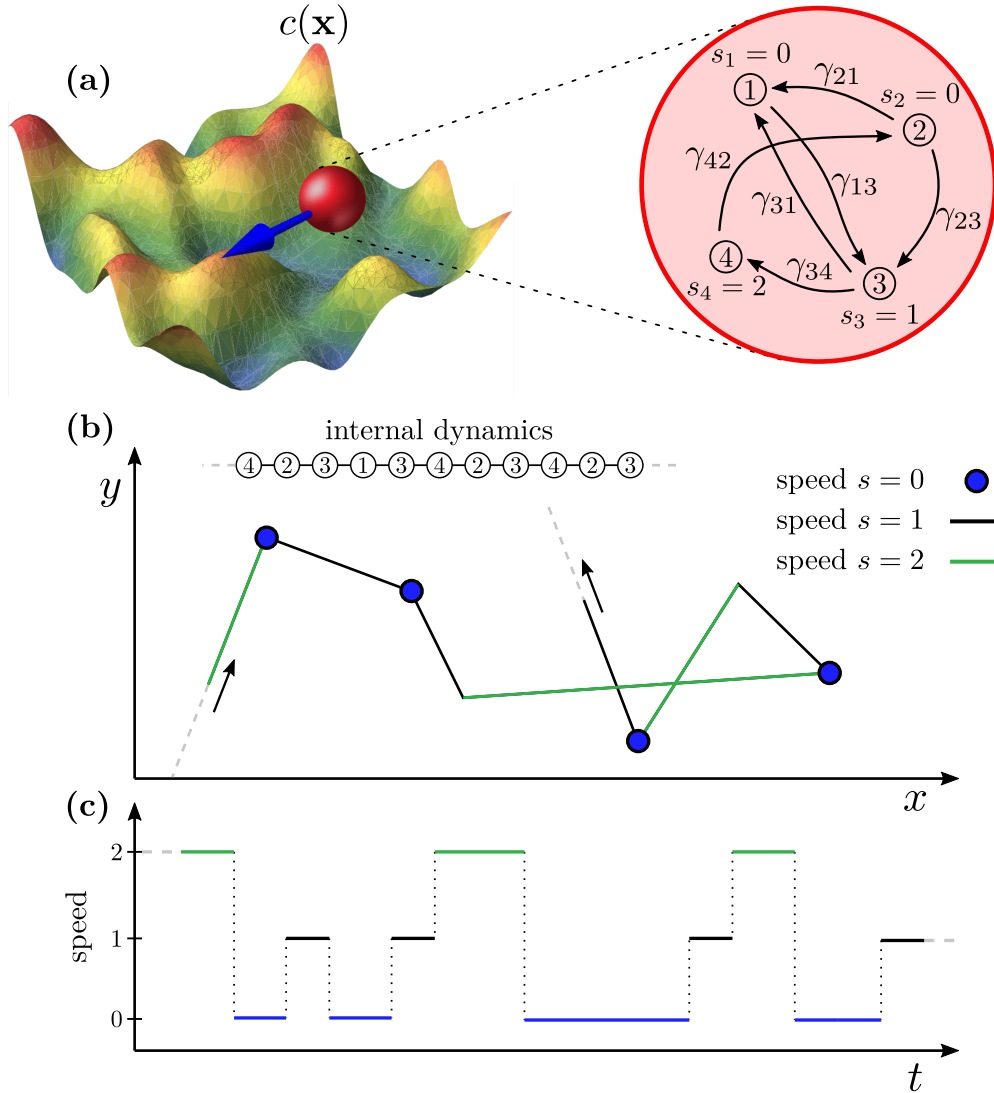 (a)
c(x)
s₁ = 0
γ₂₁
s₂ = 0
1
2
γ₄₂
γ₁₃
γ₃₁
γ₂₃
4
γ₃₄
3
s₄ = 2
s₃ = 1
(b)
internal dynamics
4 2 3 1 3 4 2 3 4 2 3
y
speed s = 0
speed s = 1
speed s = 2
x
(c)
2
1
0
speed
t